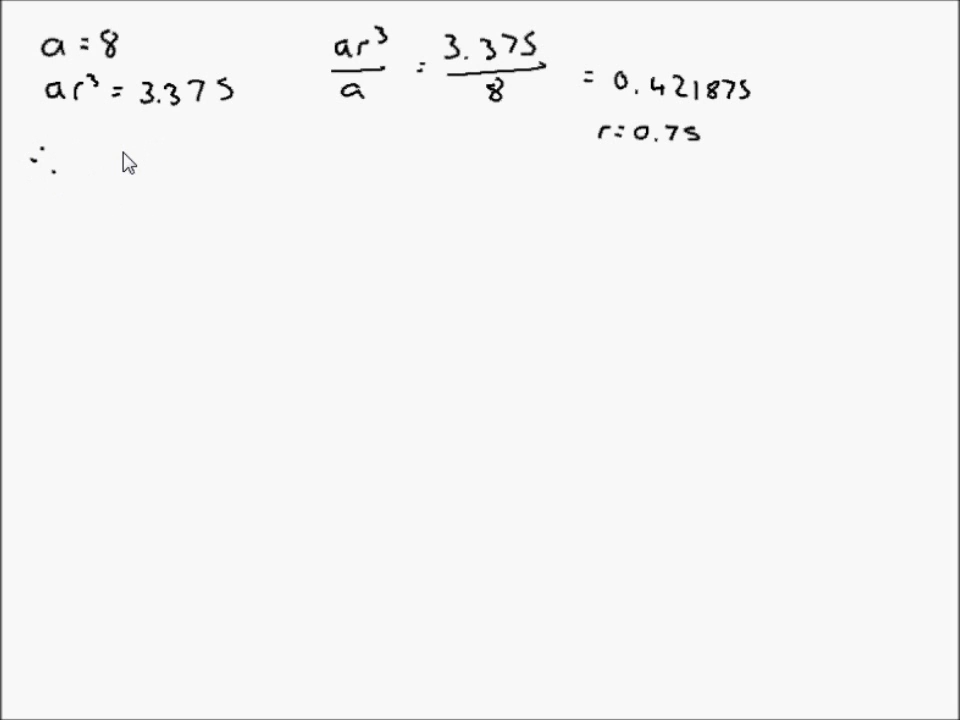 a = 8
ar³ = 3.375
∴
ar³/a = 3.375/8 = 0.421875
r = 0.75